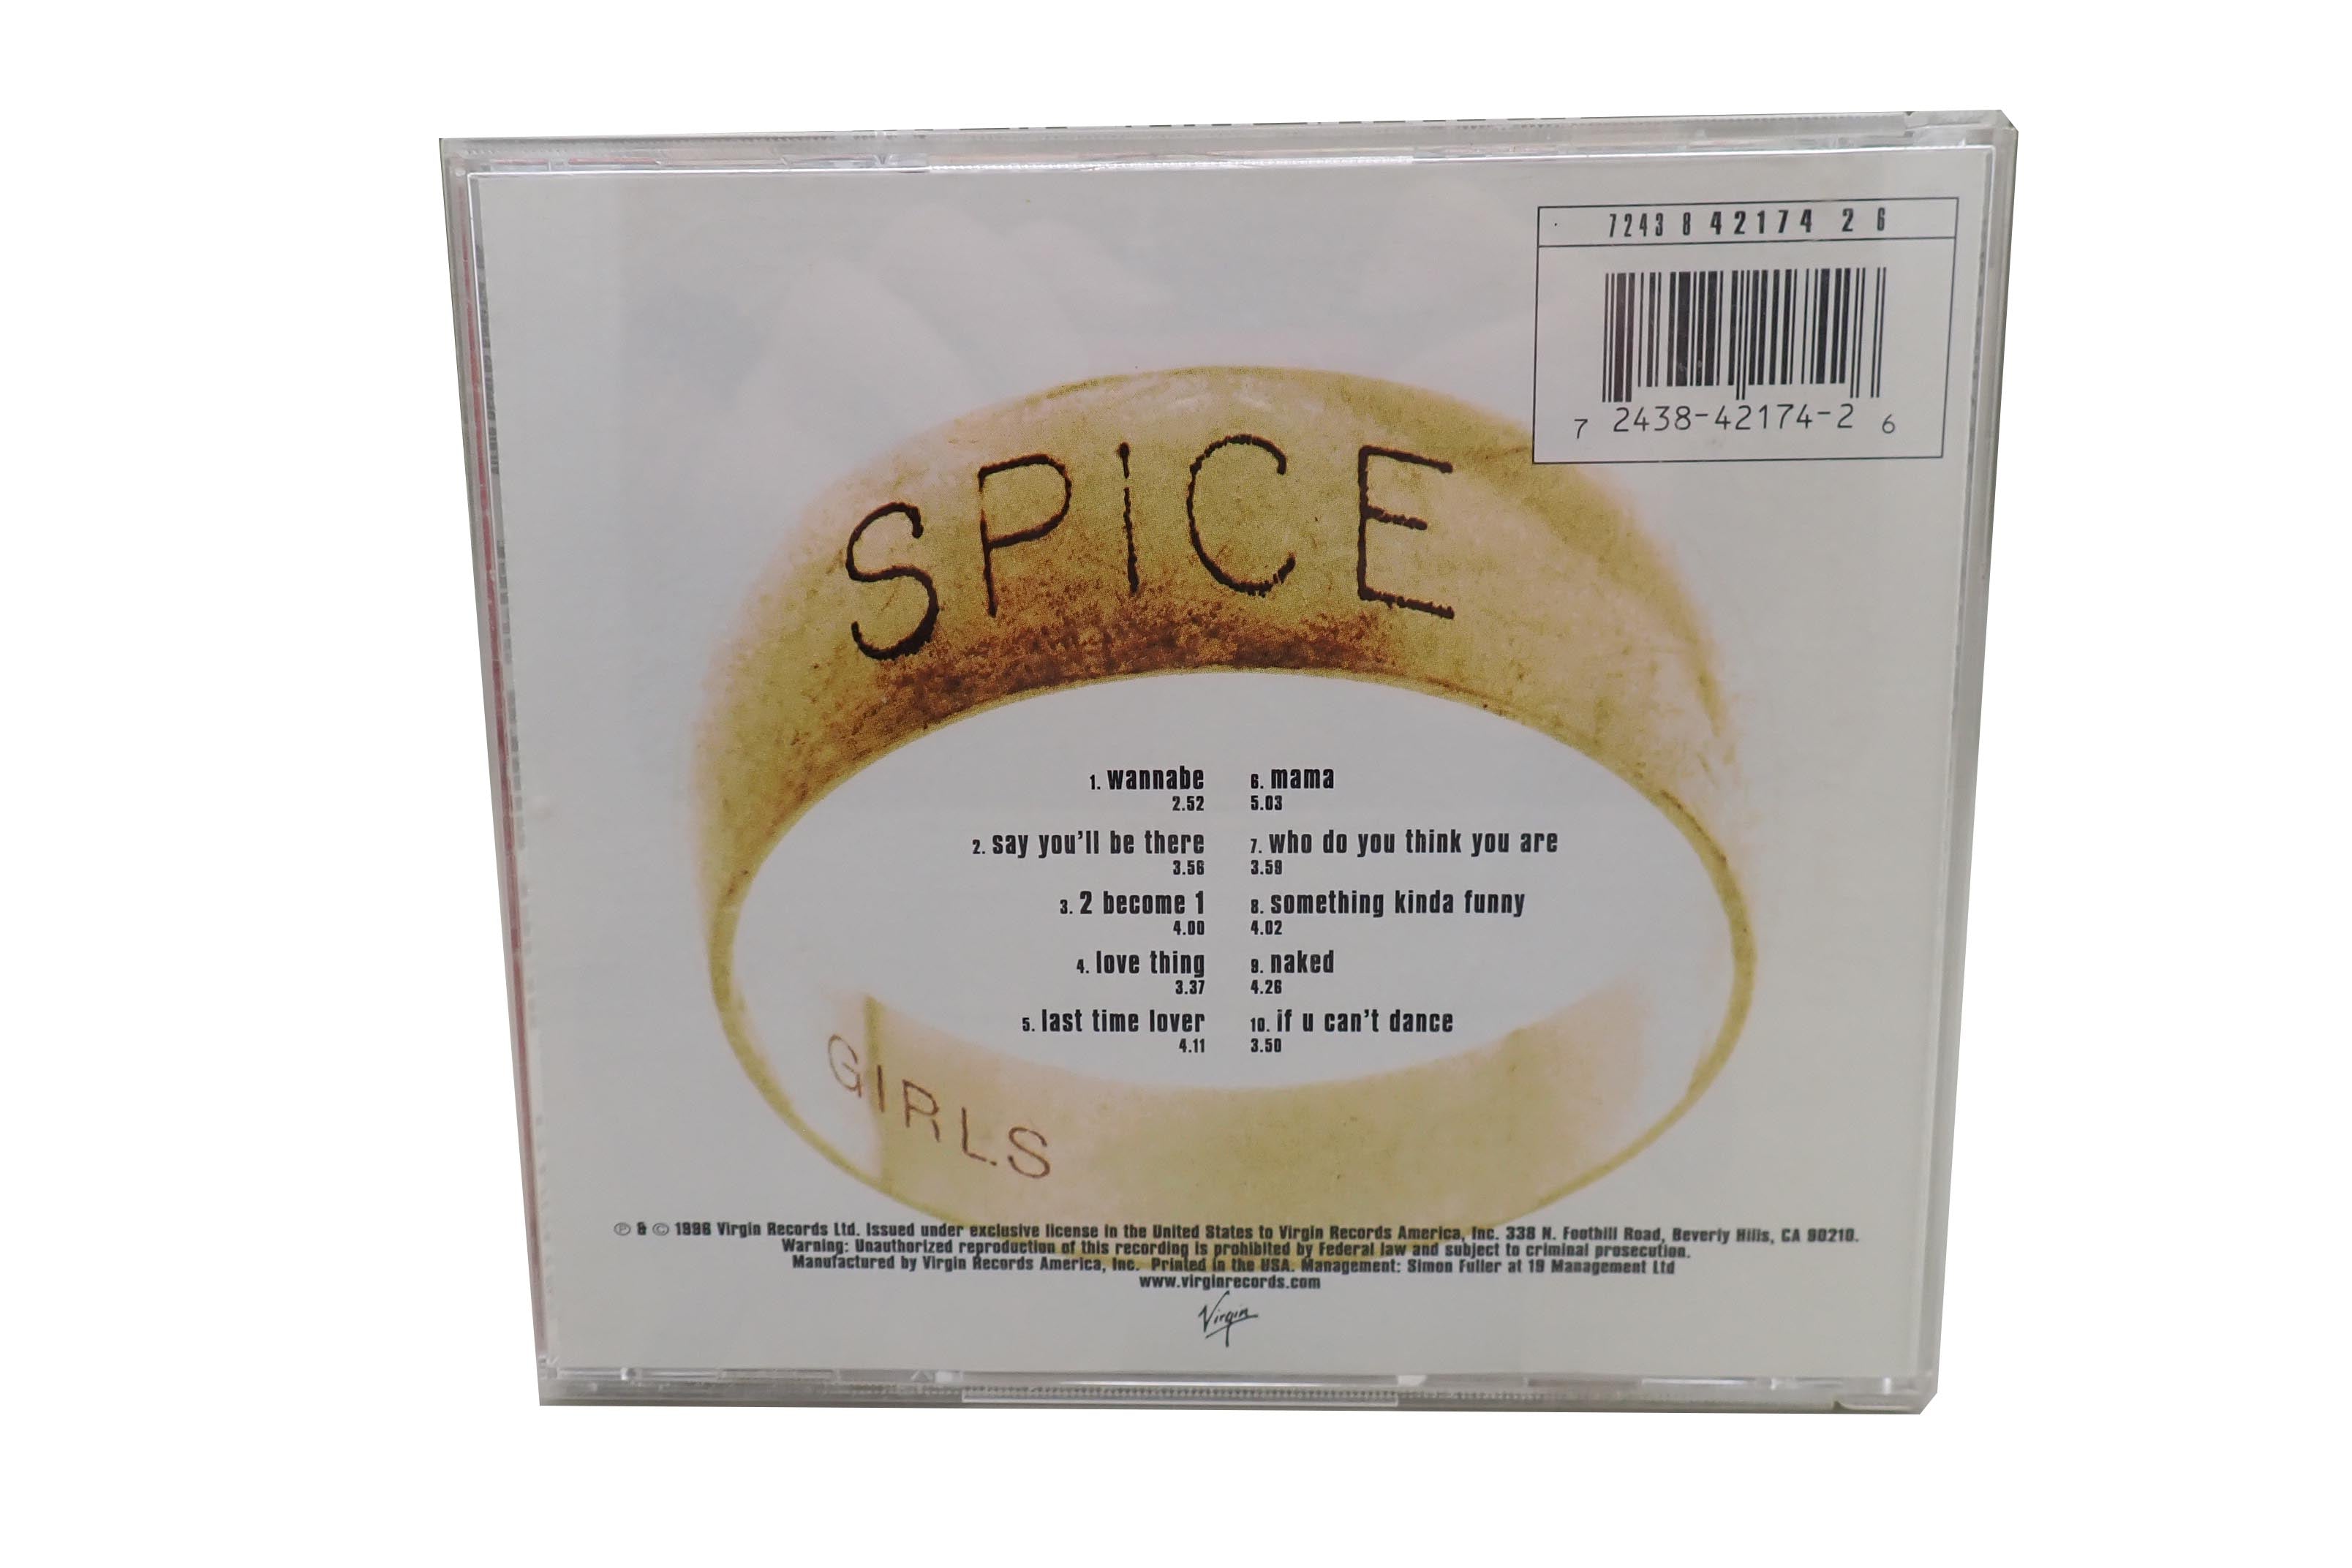 7243 8 42174 2 6
7 2438-42174-2 6
SPICE
1. wannabe
2.52
2. say you'll be there
3.56
3. 2 become 1
4.00
4. love thing
3.37
5. last time lover
4.11
6. mama
5.03
7. who do you think you are
3.59
8. something kinda funny
4.02
9. naked
4.26
10. if u can't dance
3.50
GIRLS
℗ & © 1996 Virgin Records Ltd. Issued under exclusive license in the United States to Virgin Records America, Inc. 338 N. Foothill Road, Beverly Hills, CA 90210.
Warning: Unauthorized reproduction of this recording is prohibited by Federal law and subject to criminal prosecution.
Manufactured by Virgin Records America, Inc. Printed in the USA. Management: Simon Fuller at 19 Management Ltd
www.virginrecords.com
Virgin